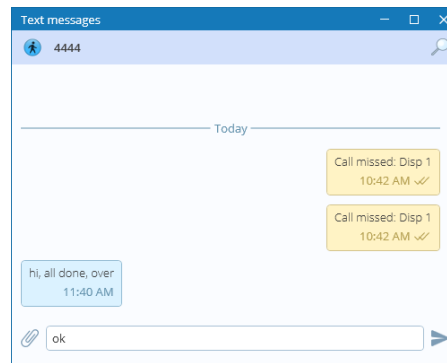 Text messages
4444
Today
Call missed: Disp 1
10:42 AM
Call missed: Disp 1
10:42 AM
hi, all done, over
11:40 AM
ok